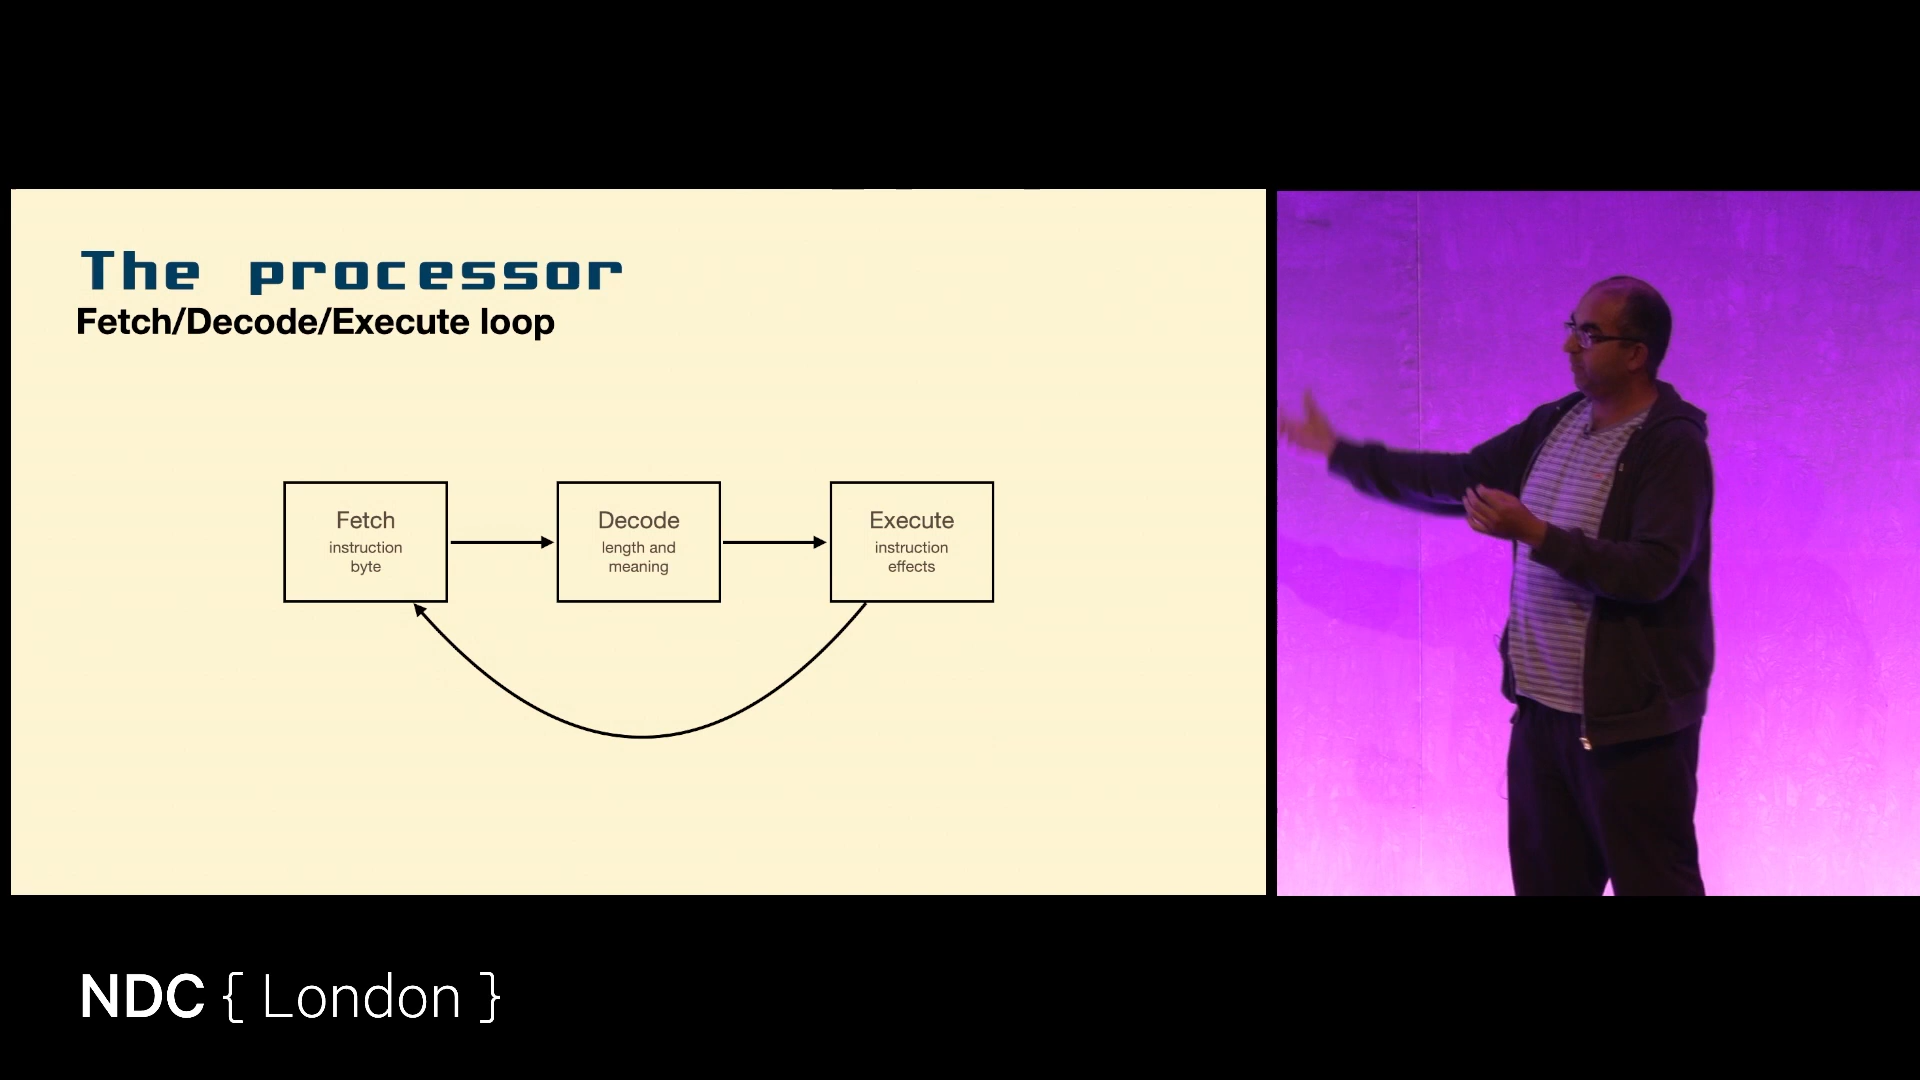 The processor
Fetch/Decode/Execute loop
Fetch
instruction
byte
Decode
length and
meaning
Execute
instruction
effects
NDC { London }